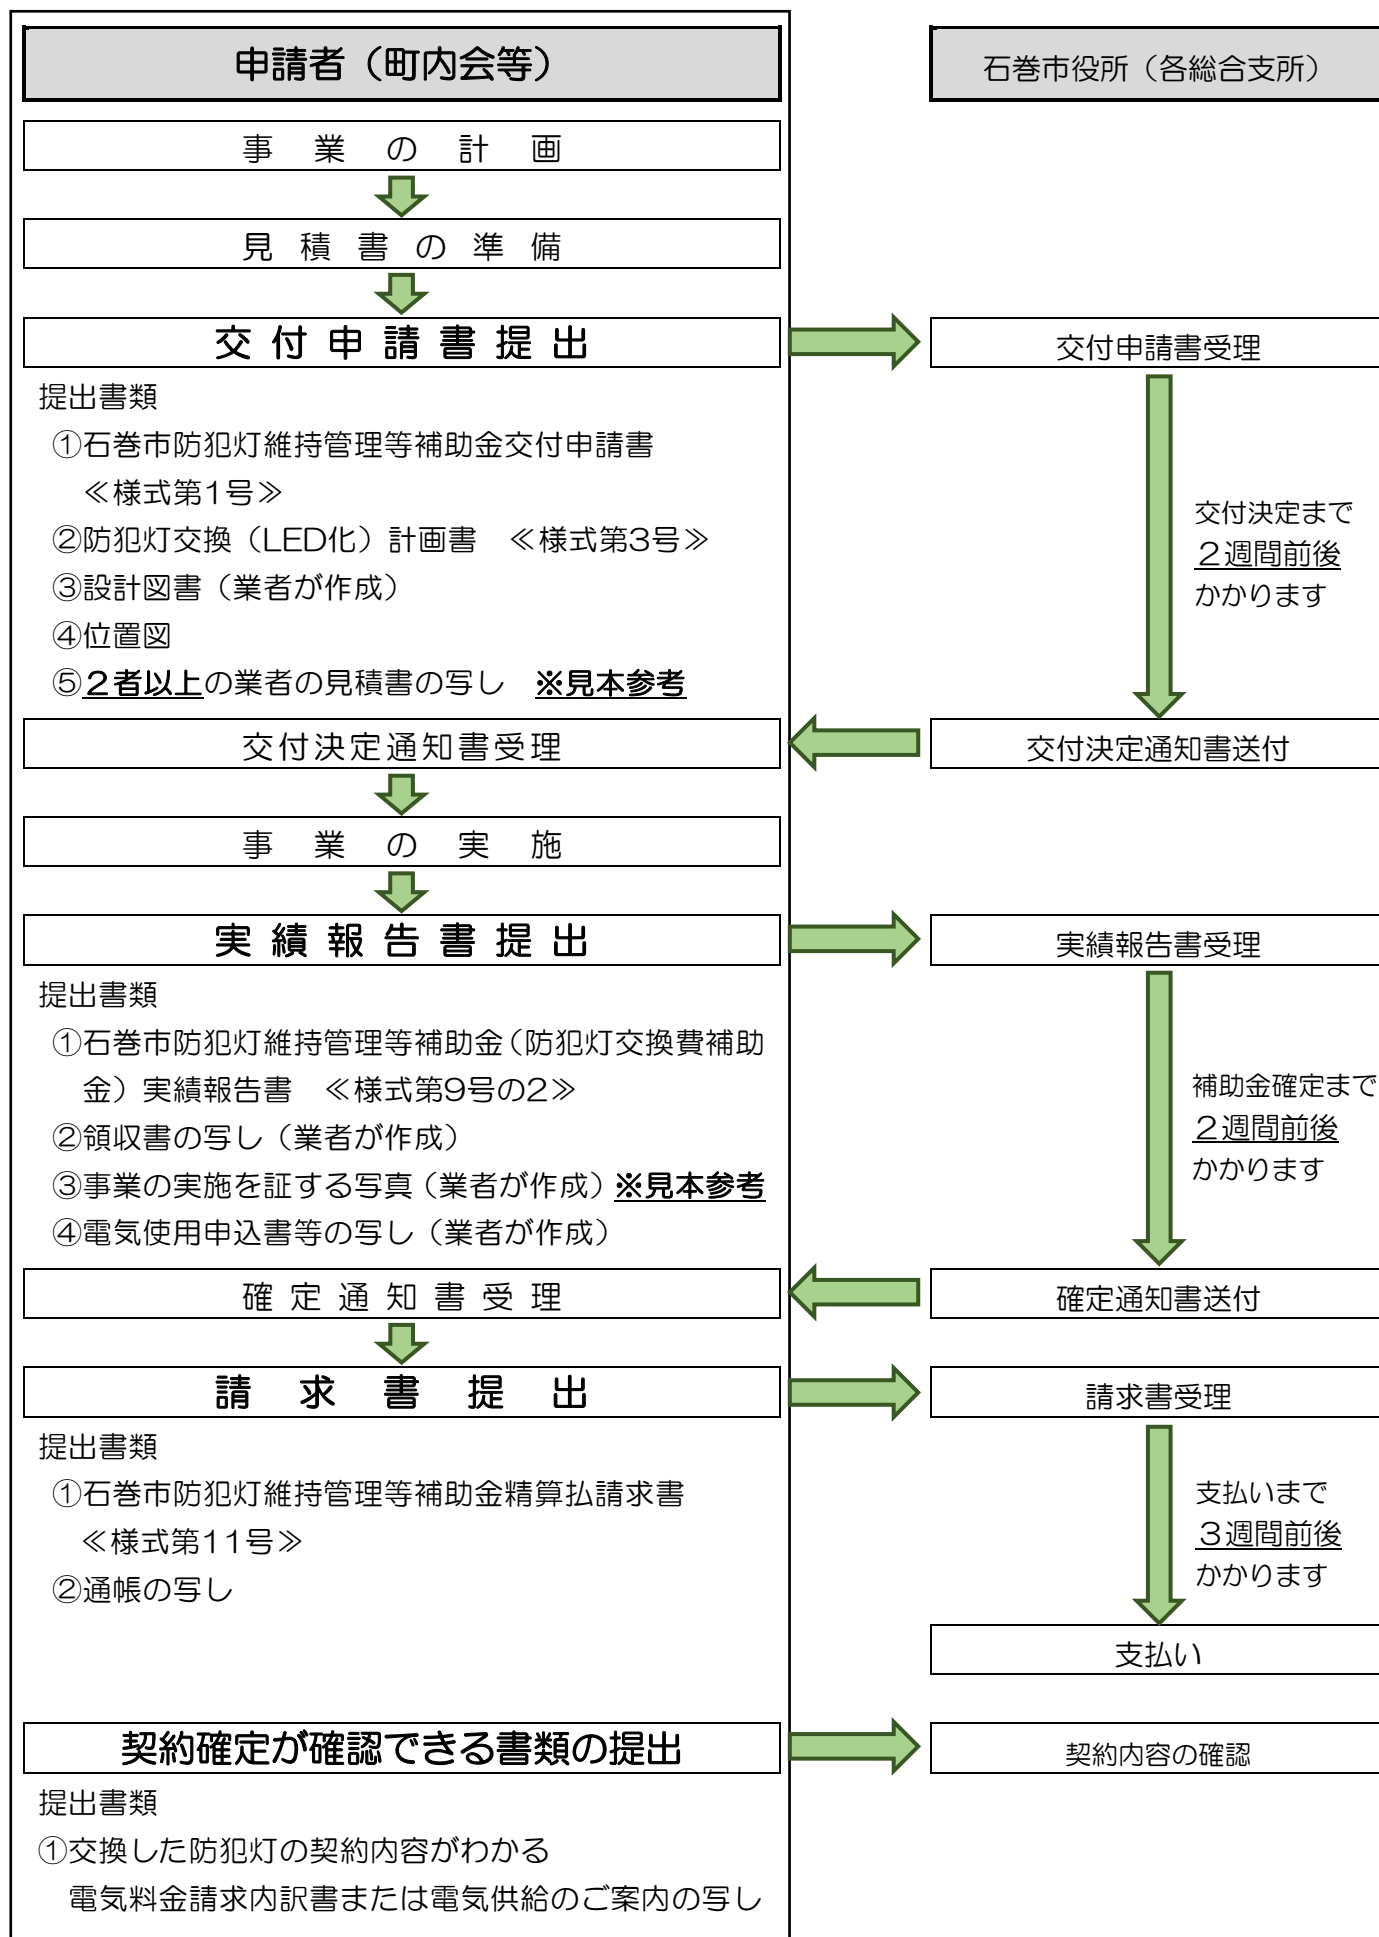 申請者（町内会等）
石巻市役所（各総合支所）
事業の計画
見積書の準備
交付申請書提出
交付申請書受理
提出書類
①石巻市防犯灯維持管理等補助金交付申請書
≪様式第1号≫
②防犯灯交換（LED化）計画書　≪様式第3号≫
③設計図書（業者が作成）
④位置図
⑤２者以上の業者の見積書の写し　※見本参考
交付決定まで
２週間前後
かかります
交付決定通知書受理
交付決定通知書送付
事業の実施
実績報告書提出
実績報告書受理
提出書類
①石巻市防犯灯維持管理等補助金（防犯灯交換費補助
金）実績報告書　≪様式第9号の2≫
②領収書の写し（業者が作成）
③事業の実施を証する写真（業者が作成）※見本参考
④電気使用申込書等の写し（業者が作成）
補助金確定まで
２週間前後
かかります
確定通知書受理
確定通知書送付
請求書提出
請求書受理
提出書類
①石巻市防犯灯維持管理等補助金精算払請求書
≪様式第11号≫
②通帳の写し
支払いまで
３週間前後
かかります
支払い
契約確定が確認できる書類の提出
契約内容の確認
提出書類
①交換した防犯灯の契約内容がわかる
電気料金請求内訳書または電気供給のご案内の写し